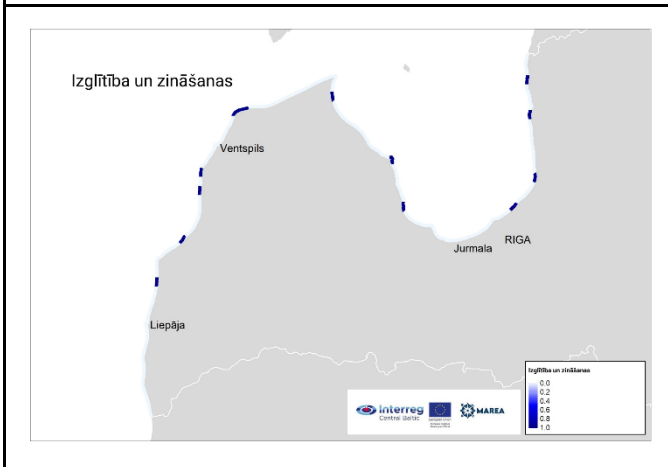 Izglītība un zināšanas
Ventspils
Jurmala
RIGA
Liepāja
Izglītība un zināšanas
0.0
0.2
0.4
0.6
0.8
1.0
Interreg
Central Baltic
MAREA